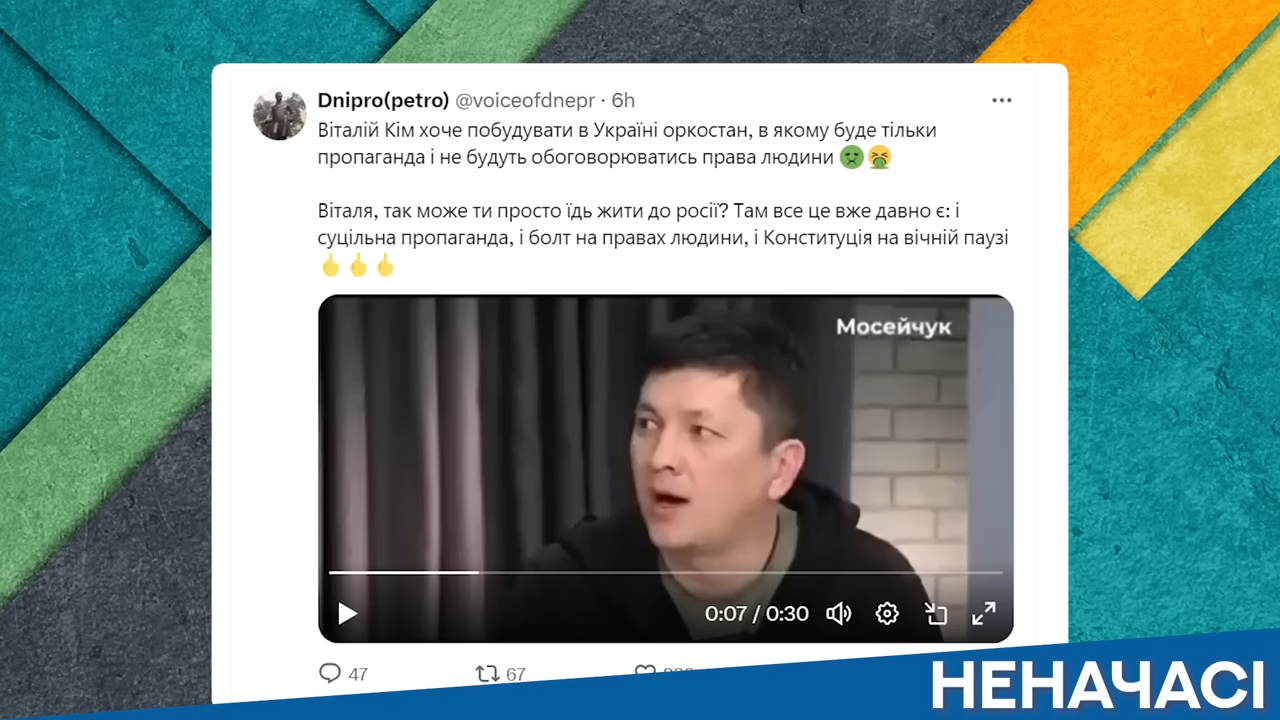 Dnipro(petro) @voiceofdnepr · 6h
Віталій Кім хоче побудувати в Україні оркостан, в якому буде тільки
пропаганда і не будуть обоговорюватись права людини 🤢🤮
Віталя, так може ти просто їдь жити до росії? Там все це вже давно є: і
суцільна пропаганда, і болт на правах людини, і Конституція на вічній паузі
🖕🖕🖕
Мосейчук
0:07 / 0:30
47 67
НЕНАЧАСІ